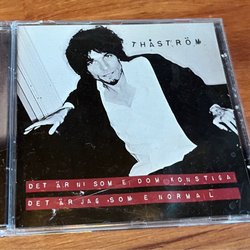 THÅSTRÖM
DET ÄR NI SOM E DOM KONSTIGA
DET ÄR JAG SOM E NORMAL